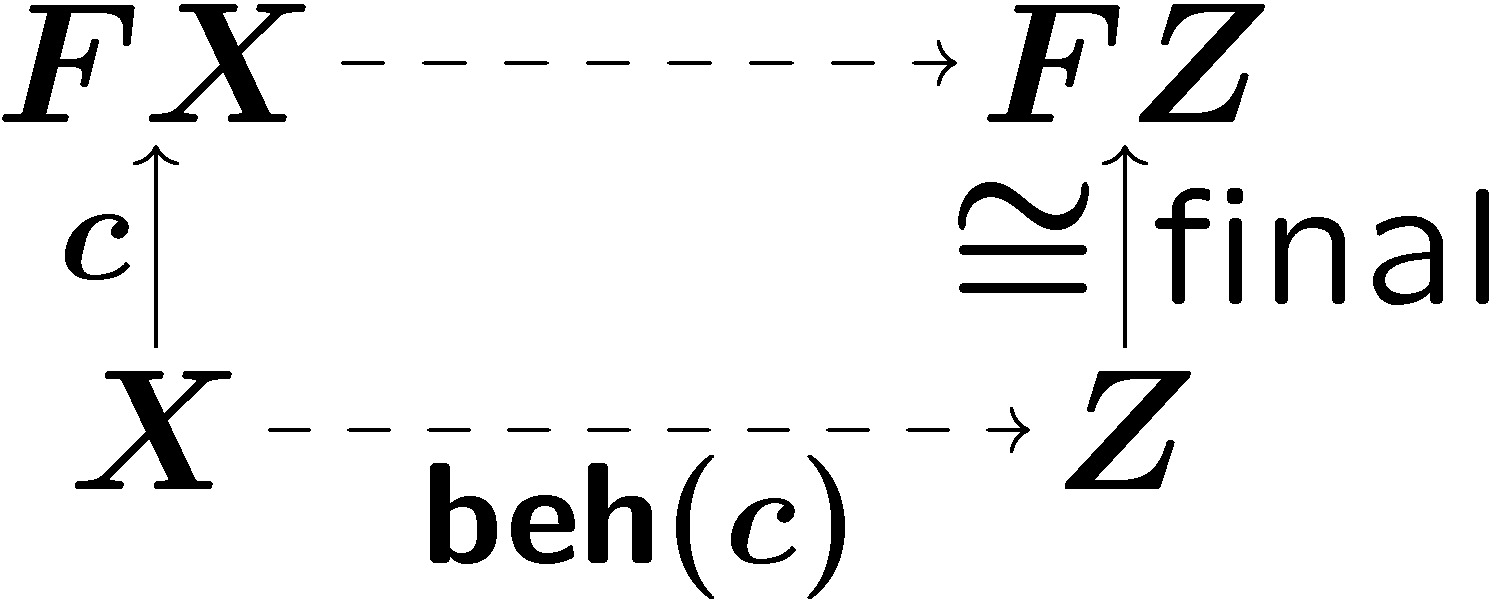 FX FZ
c ≅ final
X Z
beh(c)